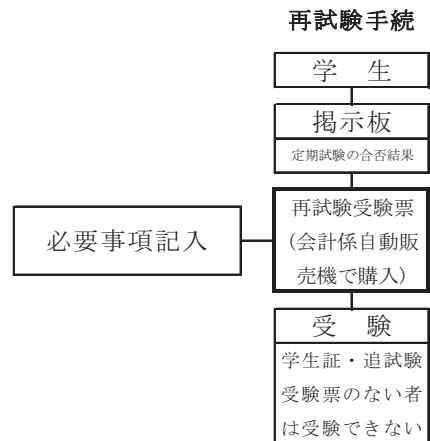 再試験手続
学　生
掲示板
定期試験の合否結果
必要事項記入
再試験受験票
(会計係自動販
売機で購入)
受　験
学生証・追試験
受験票のない者
は受験できない